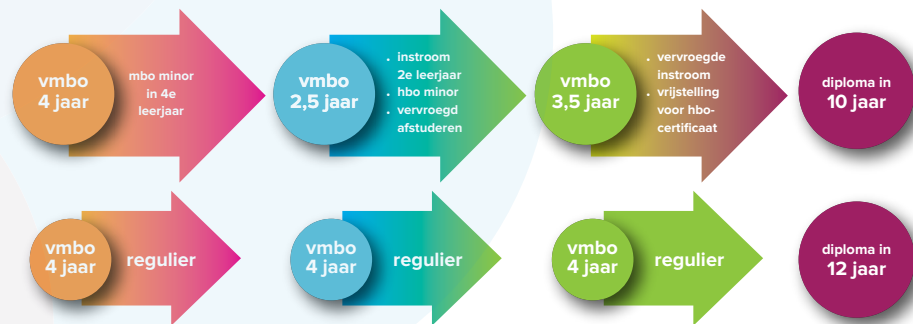 vmbo
4 jaar
mbo minor
in 4e
leerjaar
vmbo
2,5 jaar
. instroom
2e leerjaar
. hbo minor
. vervroegd
afstuderen
vmbo
3,5 jaar
. vervroegde
instroom
. vrijstelling
voor hbo-
certificaat
diploma in
10 jaar
vmbo
4 jaar
regulier
vmbo
4 jaar
regulier
vmbo
4 jaar
regulier
diploma in
12 jaar